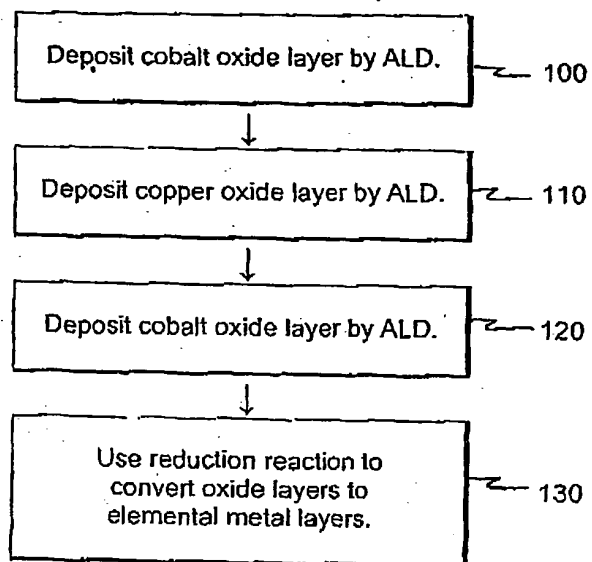 Deposit cobalt oxide layer by ALD.
100
Deposit copper oxide layer by ALD.
110
Deposit cobalt oxide layer by ALD.
120
Use reduction reaction to
convert oxide layers to
elemental metal layers.
130